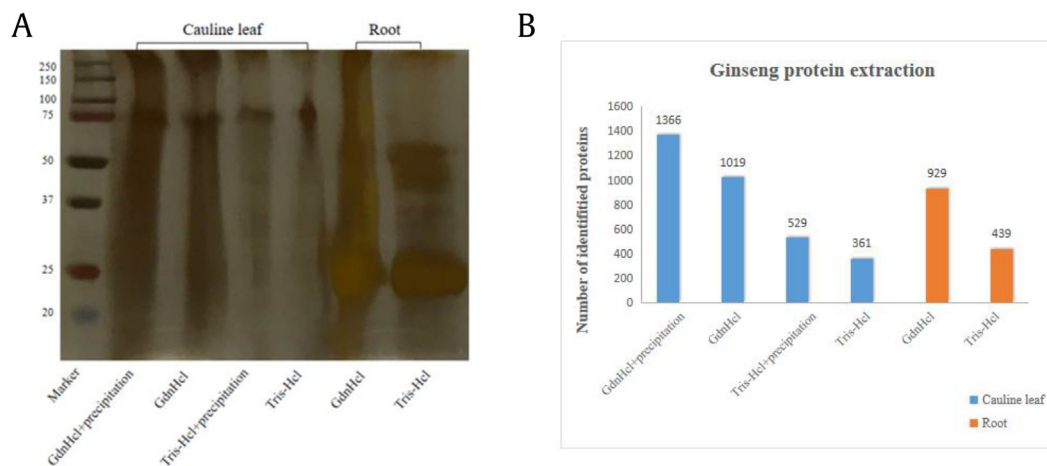 A
Cauline leaf
Root
250
150
100
75
50
37
25
20
Marker
GdnHcl+precipitation
GdnHcl
Tris-Hcl+precipitation
Tris-Hcl
GdnHcl
Tris-Hcl
B
Ginseng protein extraction
Number of identifitied proteins
1600
1400
1200
1000
800
600
400
200
0
1366
1019
529
361
929
439
GdnHcl+precipitation
GdnHCl
Tris-Hcl+precipitation
Tris-Hcl
GdnHCl
Tris-Hcl
Cauline leaf
Root